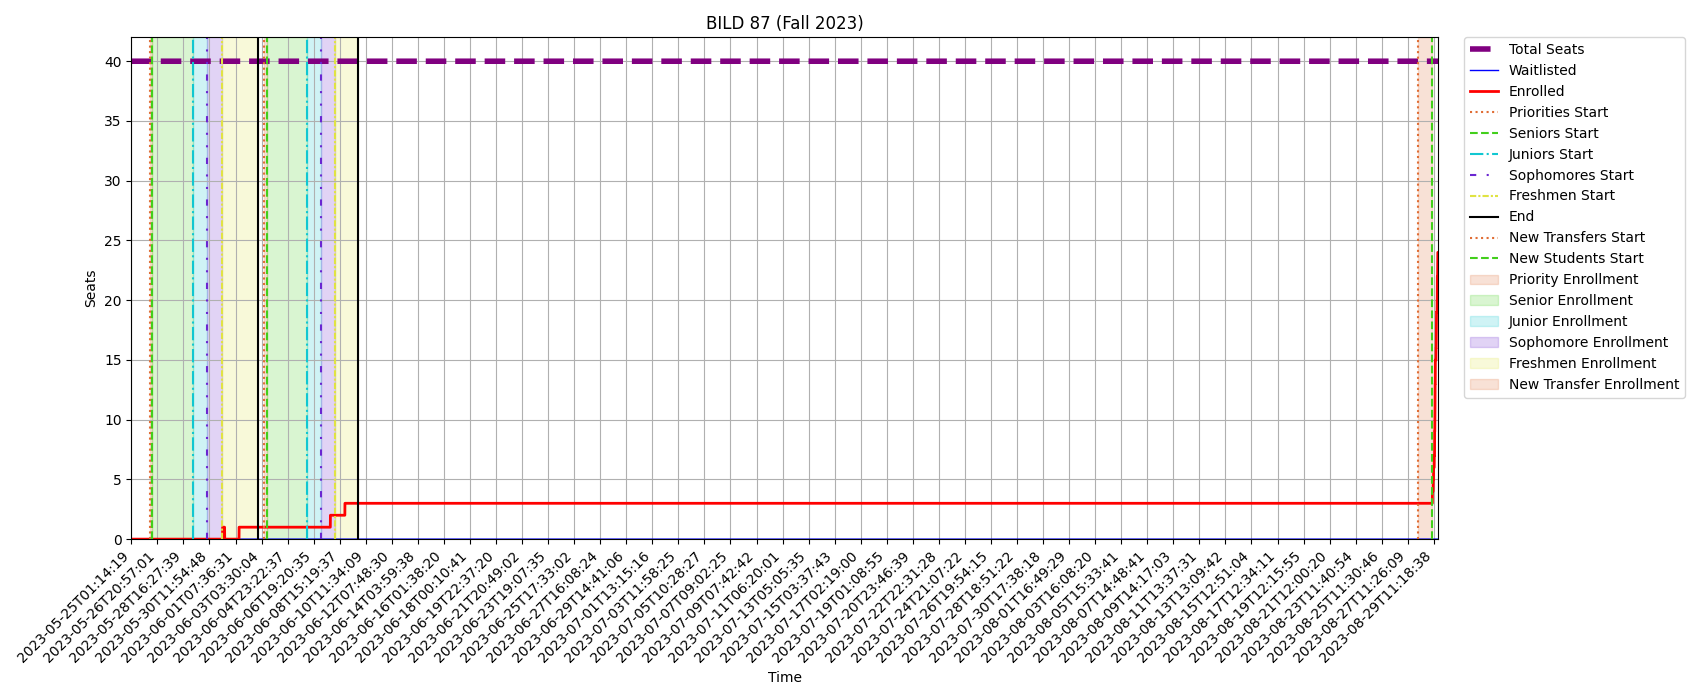 BILD 87 (Fall 2023)
Seats
40
35
30
25
20
15
10
5
0
2023-05-25T01:14:19
2023-05-26T20:57:01
2023-05-28T16:27:39
2023-05-30T11:54:48
2023-06-01T07:36:31
2023-06-03T03:30:04
2023-06-04T23:22:37
2023-06-06T19:20:35
2023-06-08T15:19:37
2023-06-10T11:34:09
2023-06-12T07:48:30
2023-06-14T03:59:38
2023-06-16T01:38:20
2023-06-18T00:10:41
2023-06-19T22:37:20
2023-06-21T20:49:02
2023-06-23T19:07:35
2023-06-25T17:33:02
2023-06-27T16:08:24
2023-06-29T14:41:06
2023-07-01T13:15:16
2023-07-03T11:58:25
2023-07-05T10:28:27
2023-07-07T09:02:25
2023-07-09T07:42:42
2023-07-11T06:20:01
2023-07-13T05:05:35
2023-07-15T03:37:43
2023-07-17T02:19:00
2023-07-19T01:08:55
2023-07-20T23:46:39
2023-07-22T22:31:28
2023-07-24T21:07:22
2023-07-26T19:54:15
2023-07-28T18:51:22
2023-07-30T17:38:18
2023-08-01T16:49:29
2023-08-03T16:08:20
2023-08-05T15:33:41
2023-08-07T14:48:41
2023-08-09T14:17:03
2023-08-11T13:37:31
2023-08-13T13:09:42
2023-08-15T12:51:04
2023-08-17T12:34:11
2023-08-19T12:15:55
2023-08-21T12:00:20
2023-08-23T11:40:54
2023-08-25T11:30:46
2023-08-27T11:26:09
2023-08-29T11:18:38
Time
Total Seats
Waitlisted
Enrolled
Priorities Start
Seniors Start
Juniors Start
Sophomores Start
Freshmen Start
End
New Transfers Start
New Students Start
Priority Enrollment
Senior Enrollment
Junior Enrollment
Sophomore Enrollment
Freshmen Enrollment
New Transfer Enrollment